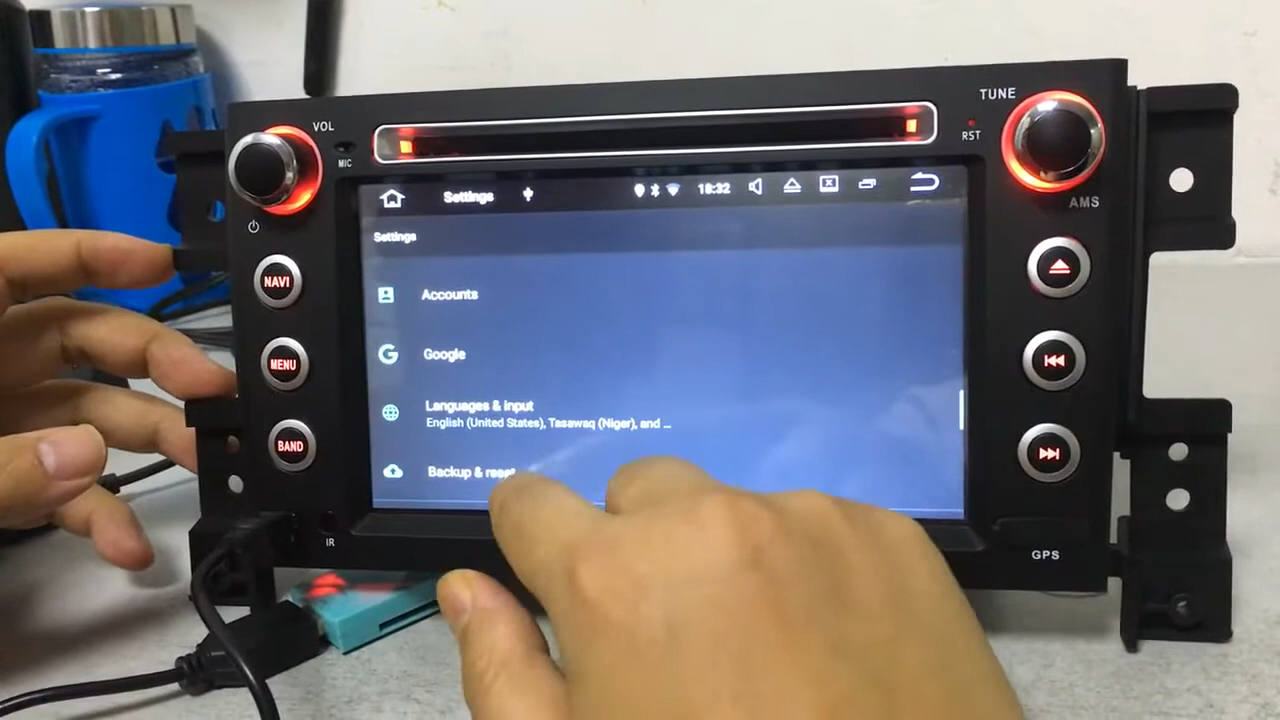 VOL
TUNE
MIC
RST
AMS
Settings
18:32
Settings
NAVI
Accounts
MENU
Google
Languages & input
English (United States), Tasawaq (Niger), and ...
BAND
Backup & reset
IR
GPS